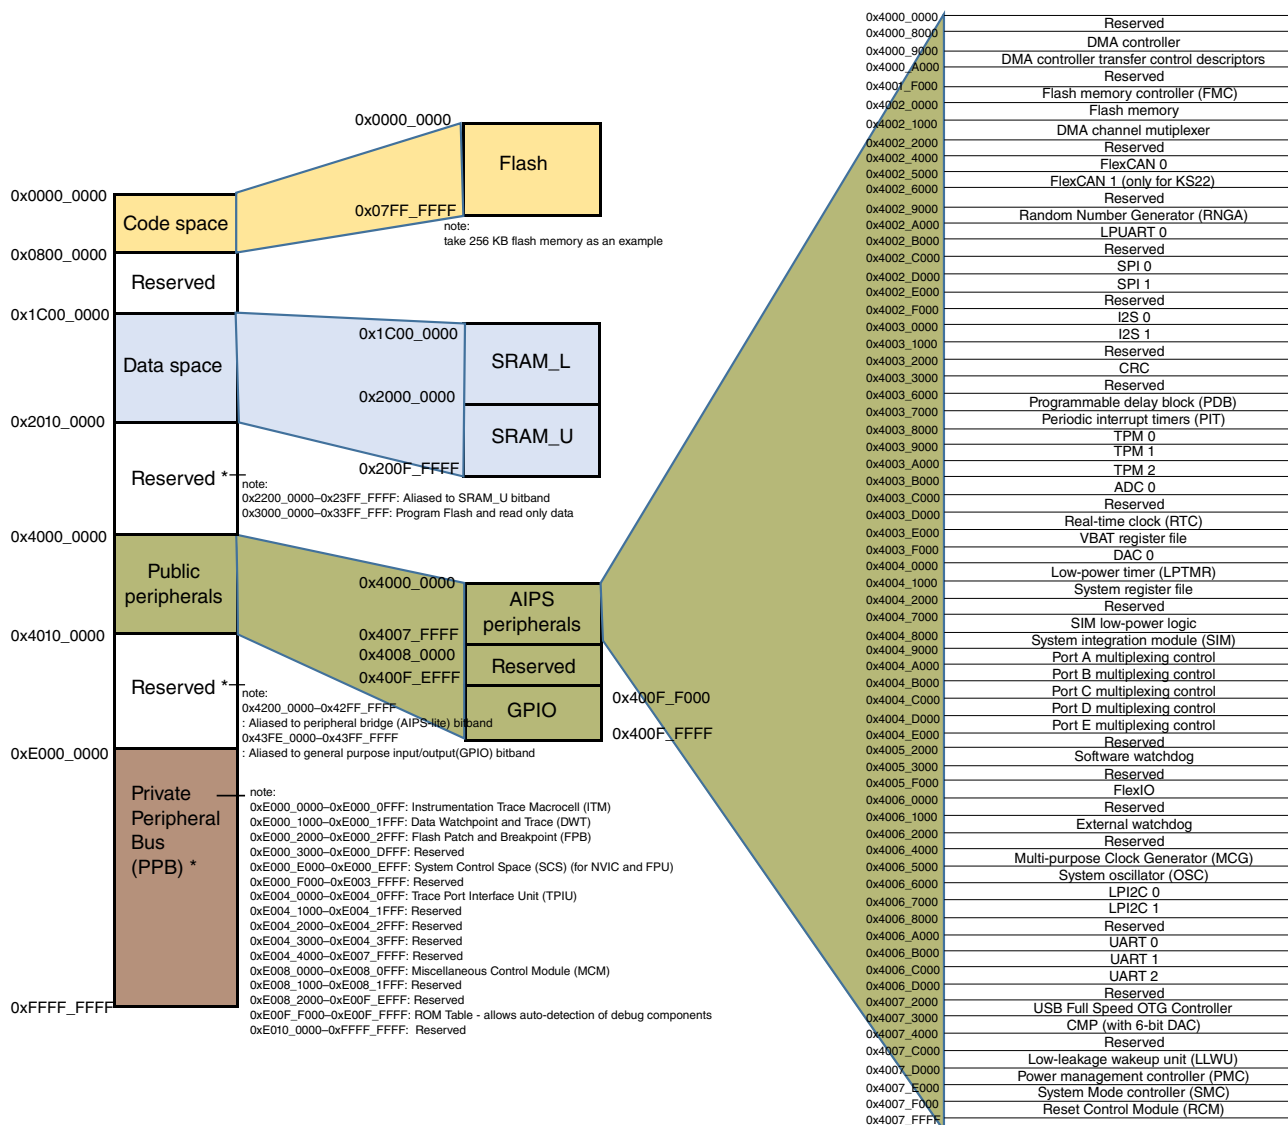 0x0000_0000
Code space
0x0800_0000
Reserved
0x1C00_0000
Data space
0x2010_0000
Reserved *
note:
0x2200_0000–0x23FF_FFFF: Aliased to SRAM_U bitband
0x3000_0000–0x33FF_FFF: Program Flash and read only data
0x4000_0000
Public
peripherals
0x4010_0000
Reserved *
note:
0x4200_0000–0x42FF_FFFF
: Aliased to peripheral bridge (AIPS-lite) bitband
0x43FE_0000–0x43FF_FFFF
: Aliased to general purpose input/output(GPIO) bitband
0xE000_0000
Private
Peripheral
Bus
(PPB) *
0xFFFF_FFFF
note:
0xE000_0000–0xE000_0FFF: Instrumentation Trace Macrocell (ITM)
0xE000_1000–0xE000_1FFF: Data Watchpoint and Trace (DWT)
0xE000_2000–0xE000_2FFF: Flash Patch and Breakpoint (FPB)
0xE000_3000–0xE000_DFFF: Reserved
0xE000_E000–0xE000_EFFF: System Control Space (SCS) (for NVIC and FPU)
0xE000_F000–0xE003_FFFF: Reserved
0xE004_0000–0xE004_0FFF: Trace Port Interface Unit (TPIU)
0xE004_1000–0xE004_1FFF: Reserved
0xE004_2000–0xE004_2FFF: Reserved
0xE004_3000–0xE004_3FFF: Reserved
0xE004_4000–0xE007_FFFF: Reserved
0xE008_0000–0xE008_0FFF: Miscellaneous Control Module (MCM)
0xE008_1000–0xE008_1FFF: Reserved
0xE008_2000–0xE00F_EFFF: Reserved
0xE00F_F000–0xE00F_FFFF: ROM Table - allows auto-detection of debug components
0xE010_0000–0xFFFF_FFFF: Reserved
0x0000_0000
Flash
0x07FF_FFFF
note:
take 256 KB flash memory as an example
0x1C00_0000
SRAM_L
0x2000_0000
SRAM_U
0x200F_FFFF
0x4000_0000
AIPS
peripherals
0x4007_FFFF
0x4008_0000
Reserved
0x400F_EFFF
GPIO
0x400F_F000
0x400F_FFFF
0x4000_0000
Reserved
0x4000_8000
DMA controller
0x4000_9000
DMA controller transfer control descriptors
0x4000_A000
Reserved
0x4001_F000
Flash memory controller (FMC)
0x4002_0000
Flash memory
0x4002_1000
DMA channel mutiplexer
0x4002_2000
Reserved
0x4002_4000
FlexCAN 0
0x4002_5000
FlexCAN 1 (only for KS22)
0x4002_6000
Reserved
0x4002_9000
Random Number Generator (RNGA)
0x4002_A000
LPUART 0
0x4002_B000
Reserved
0x4002_C000
SPI 0
0x4002_D000
SPI 1
0x4002_E000
Reserved
0x4002_F000
I2S 0
0x4003_0000
I2S 1
0x4003_1000
Reserved
0x4003_2000
CRC
0x4003_3000
Reserved
0x4003_6000
Programmable delay block (PDB)
0x4003_7000
Periodic interrupt timers (PIT)
0x4003_8000
TPM 0
0x4003_9000
TPM 1
0x4003_A000
TPM 2
0x4003_B000
ADC 0
0x4003_C000
Reserved
0x4003_D000
Real-time clock (RTC)
0x4003_E000
VBAT register file
0x4003_F000
DAC 0
0x4004_0000
Low-power timer (LPTMR)
0x4004_1000
System register file
0x4004_2000
Reserved
0x4004_7000
SIM low-power logic
0x4004_8000
System integration module (SIM)
0x4004_9000
Port A multiplexing control
0x4004_A000
Port B multiplexing control
0x4004_B000
Port C multiplexing control
0x4004_C000
Port D multiplexing control
0x4004_D000
Port E multiplexing control
0x4004_E000
Reserved
0x4005_2000
Software watchdog
0x4005_3000
Reserved
0x4005_F000
FlexIO
0x4006_0000
Reserved
0x4006_1000
External watchdog
0x4006_2000
Reserved
0x4006_4000
Multi-purpose Clock Generator (MCG)
0x4006_5000
System oscillator (OSC)
0x4006_6000
LPI2C 0
0x4006_7000
LPI2C 1
0x4006_8000
Reserved
0x4006_A000
UART 0
0x4006_B000
UART 1
0x4006_C000
UART 2
0x4006_D000
Reserved
0x4007_2000
USB Full Speed OTG Controller
0x4007_3000
CMP (with 6-bit DAC)
0x4007_4000
Reserved
0x4007_C000
Low-leakage wakeup unit (LLWU)
0x4007_D000
Power management controller (PMC)
0x4007_E000
System Mode controller (SMC)
0x4007_F000
Reset Control Module (RCM)
0x4007_FFFF